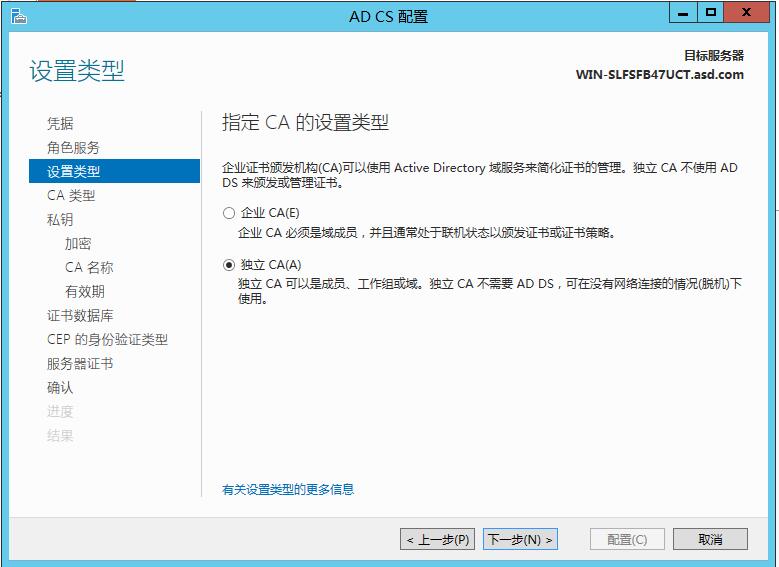 AD CS 配置
设置类型
目标服务器
WIN-SLFSFB47UCT.asd.com
凭据
角色服务
设置类型
CA 类型
私钥
加密
CA 名称
有效期
证书数据库
CEP 的身份验证类型
服务器证书
确认
进度
结果
指定 CA 的设置类型
企业证书颁发机构(CA)可以使用 Active Directory 域服务来简化证书的管理。独立 CA 不使用 AD
DS 来颁发或管理证书。
企业 CA(E)
企业 CA 必须是域成员，并且通常处于联机状态以颁发证书或证书策略。
独立 CA(A)
独立 CA 可以是成员、工作组或域。独立 CA 不需要 AD DS，可在没有网络连接的情况(脱机)下
使用。
有关设置类型的更多信息
< 上一步(P)
下一步(N) >
配置(C)
取消